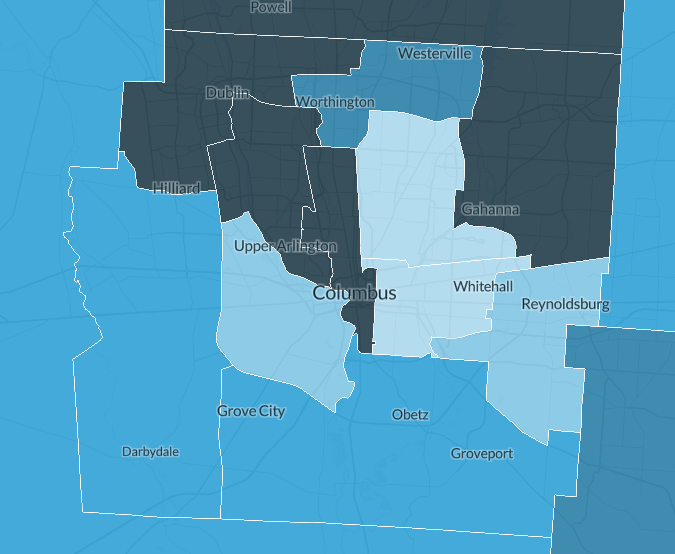 Powell
Westerville
Dublin
Worthington
Hilliard
Gahanna
Upper Arlington
Columbus
Whitehall
Reynoldsburg
Grove City
Obetz
Darbydale
Groveport